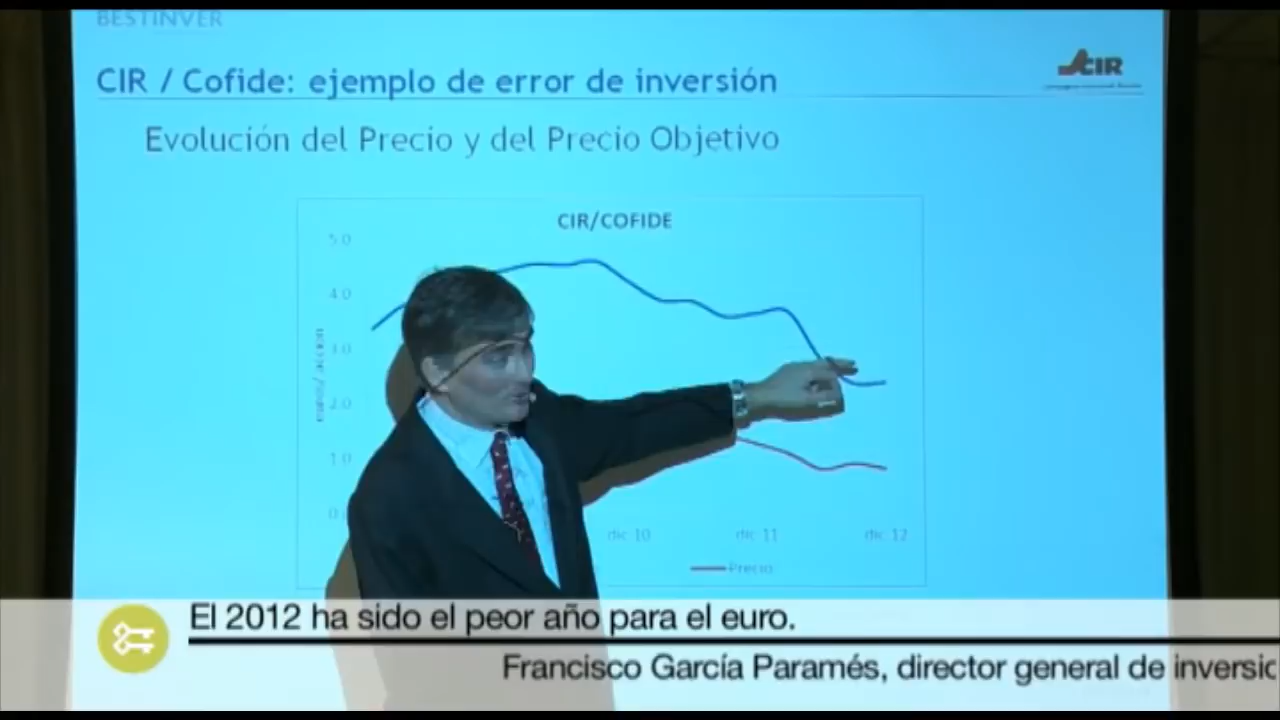 BESTINVER
CIR / Cofide: ejemplo de error de inversión
CIR
Evolución del Precio y del Precio Objetivo
CIR/COFIDE
5.0
4.0
3.0
2.0
1.0
0
dic 10 dic 11 dic 12
Precio
El 2012 ha sido el peor año para el euro.
Francisco García Paramés, director general de inversio